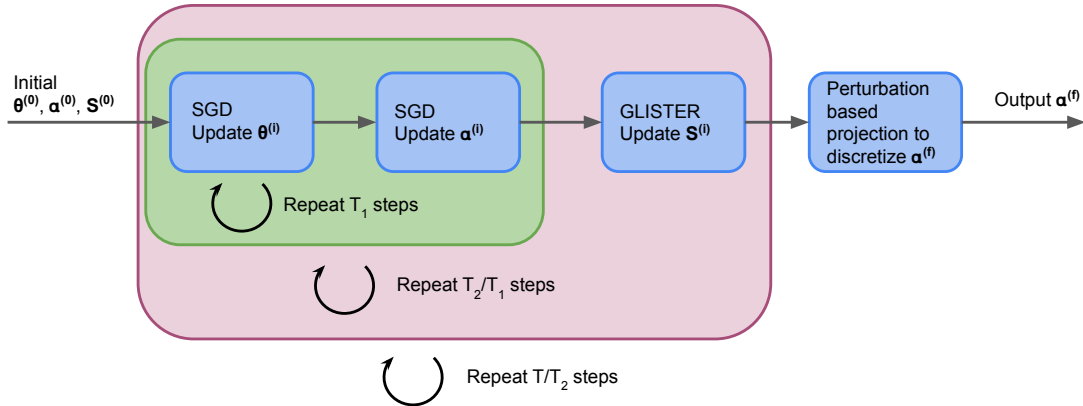 Initial
θ⁽⁰⁾, α⁽⁰⁾, S⁽⁰⁾
SGD
Update θ⁽ⁱ⁾
SGD
Update α⁽ⁱ⁾
GLISTER
Update S⁽ⁱ⁾
Perturbation
based
projection to
discretize α⁽ᶠ⁾
Output α⁽ᶠ⁾
Repeat T₁ steps
Repeat T₂/T₁ steps
Repeat T/T₂ steps